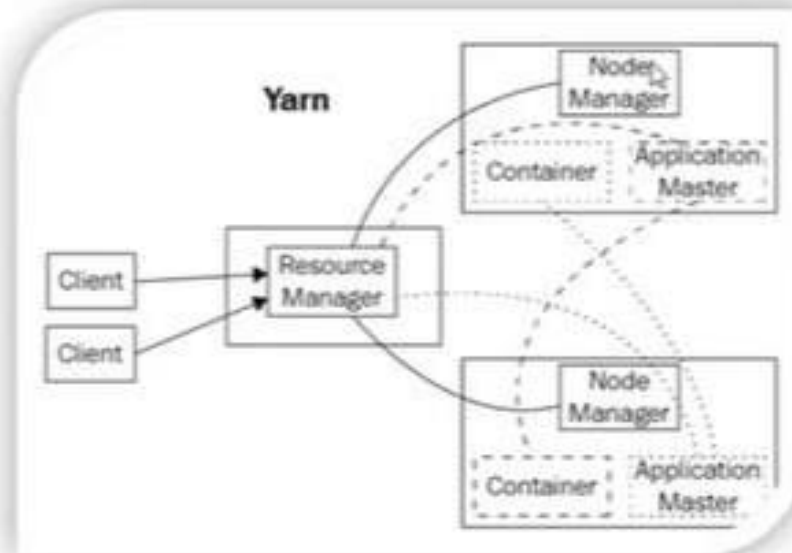 Yarn
Node
Manager
Container
Application
Master
Client
Resource
Manager
Client
Node
Manager
Container
Application
Master